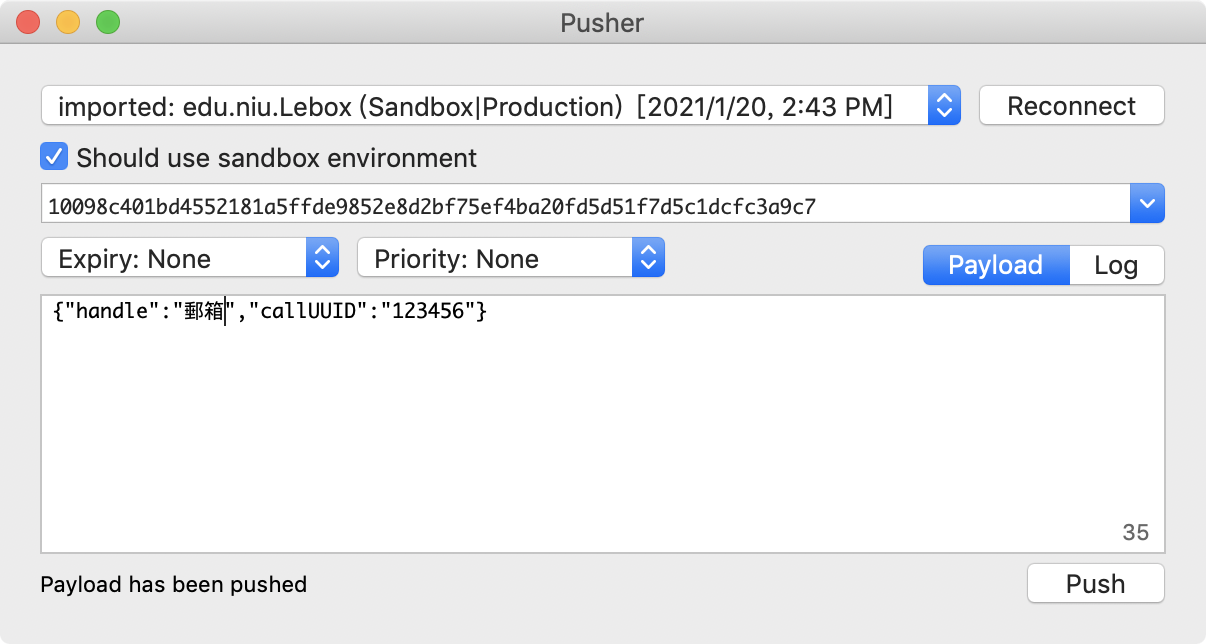 Pusher
imported: edu.niu.Lebox (Sandbox|Production)  [2021/1/20, 2:43 PM]
Reconnect
Should use sandbox environment
10098c401bd4552181a5ffde9852e8d2bf75ef4ba20fd5d51f7d5c1dcfc3a9c7
Expiry: None
Priority: None
Payload
Log
{"handle":"郵箱","callUUID":"123456"}
35
Payload has been pushed
Push